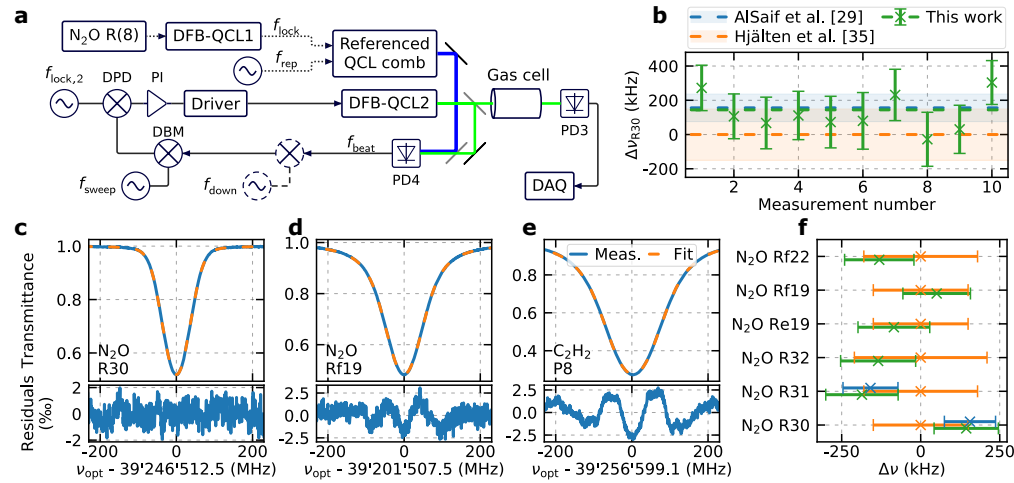 a
N₂O R(8)
DFB-QCL1
f_lock
f_rep
Referenced
QCL comb
f_lock,2
DPD
PI
Driver
DFB-QCL2
Gas cell
PD3
DBM
f_sweep
f_down
f_beat
PD4
DAQ
b
AlSaif et al. [29]
Hjälten et al. [35]
This work
Δν_R30 (kHz)
400
200
0
−200
2 4 6 8 10
Measurement number
c
Residuals Transmittance
(‰)
1.0
0.8
0.6
N₂O
R30
2
0
−2
−200 0 200
ν_opt - 39'246'512.5 (MHz)
d
1.0
0.8
0.6
N₂O
Rf19
2.5
0.0
−2.5
−200 0 200
ν_opt - 39'201'507.5 (MHz)
e
Meas.
Fit
0.8
0.6
0.4
C₂H₂
P8
2.5
0.0
−2.5
−200 0 200
ν_opt - 39'256'599.1 (MHz)
f
N₂O Rf22
N₂O Rf19
N₂O Re19
N₂O R32
N₂O R31
N₂O R30
−250 0 250
Δν (kHz)